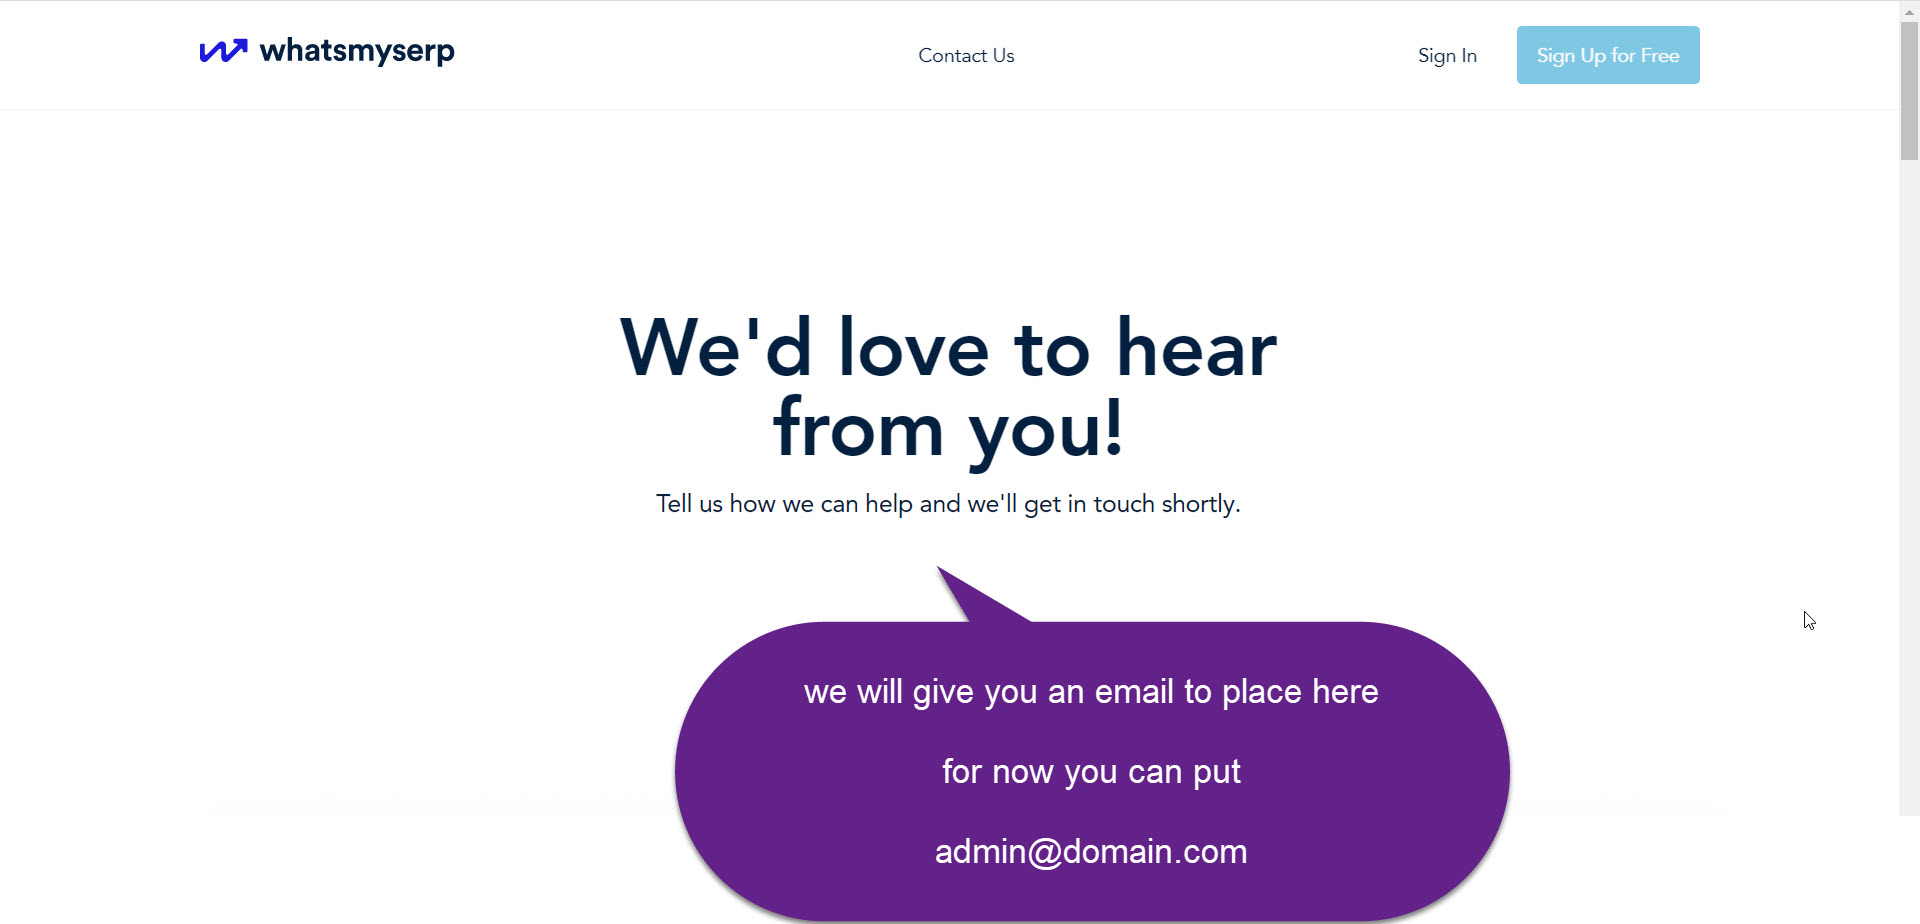 whatsmyserp
Contact Us
Sign In
Sign Up for Free
We'd love to hear
from you!
Tell us how we can help and we'll get in touch shortly.
we will give you an email to place here
for now you can put
admin@domain.com